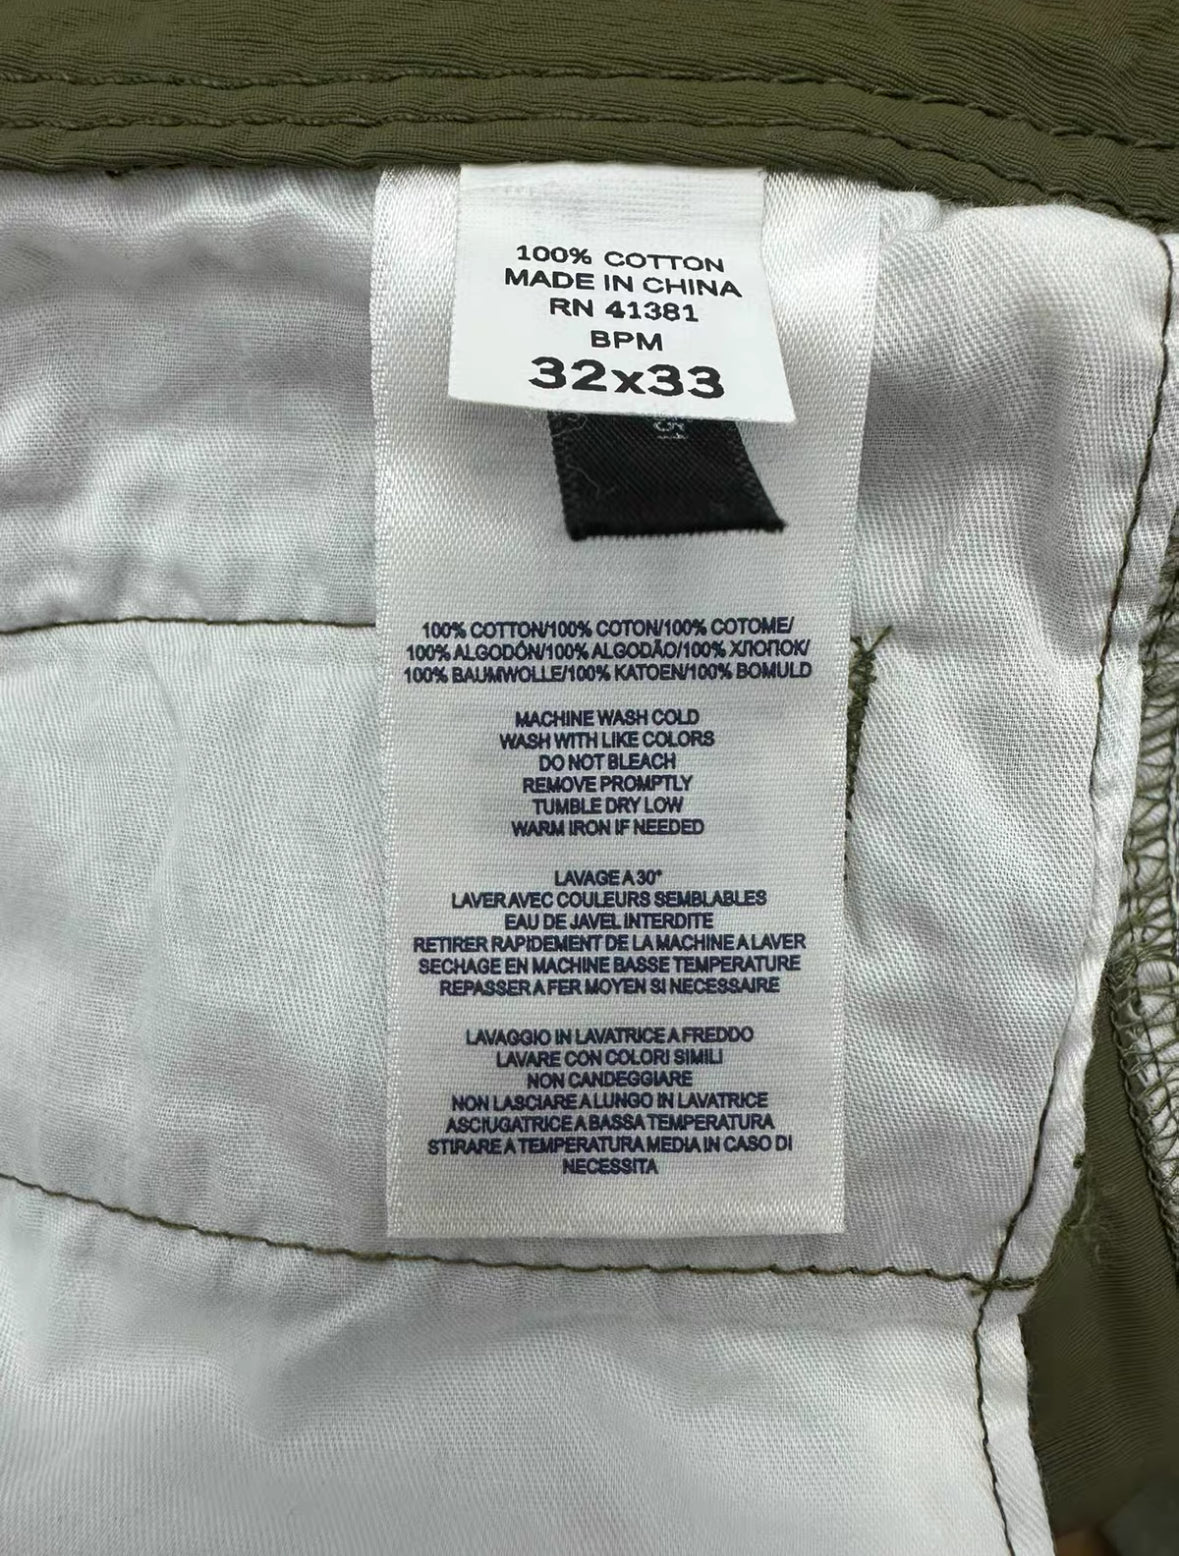 100% COTTON
MADE IN CHINA
RN 41381
BPM
32x33
100% COTTON/100% COTON/100% COTOME/
100% ALGODÓN/100% ALGODÃO/100% ХЛОПОК/
100% BAUMWOLLE/100% KATOEN/100% BOMULD
MACHINE WASH COLD
WASH WITH LIKE COLORS
DO NOT BLEACH
REMOVE PROMPTLY
TUMBLE DRY LOW
WARM IRON IF NEEDED
LAVAGE A 30°
LAVER AVEC COULEURS SEMBLABLES
EAU DE JAVEL INTERDITE
RETIRER RAPIDEMENT DE LA MACHINE A LAVER
SECHAGE EN MACHINE BASSE TEMPERATURE
REPASSER A FER MOYEN SI NECESSAIRE
LAVAGGIO IN LAVATRICE A FREDDO
LAVARE CON COLORI SIMILI
NON CANDEGGIARE
NON LASCIARE A LUNGO IN LAVATRICE
ASCIUGATRICE A BASSA TEMPERATURA
STIRARE A TEMPERATURA MEDIA IN CASO DI
NECESSITA